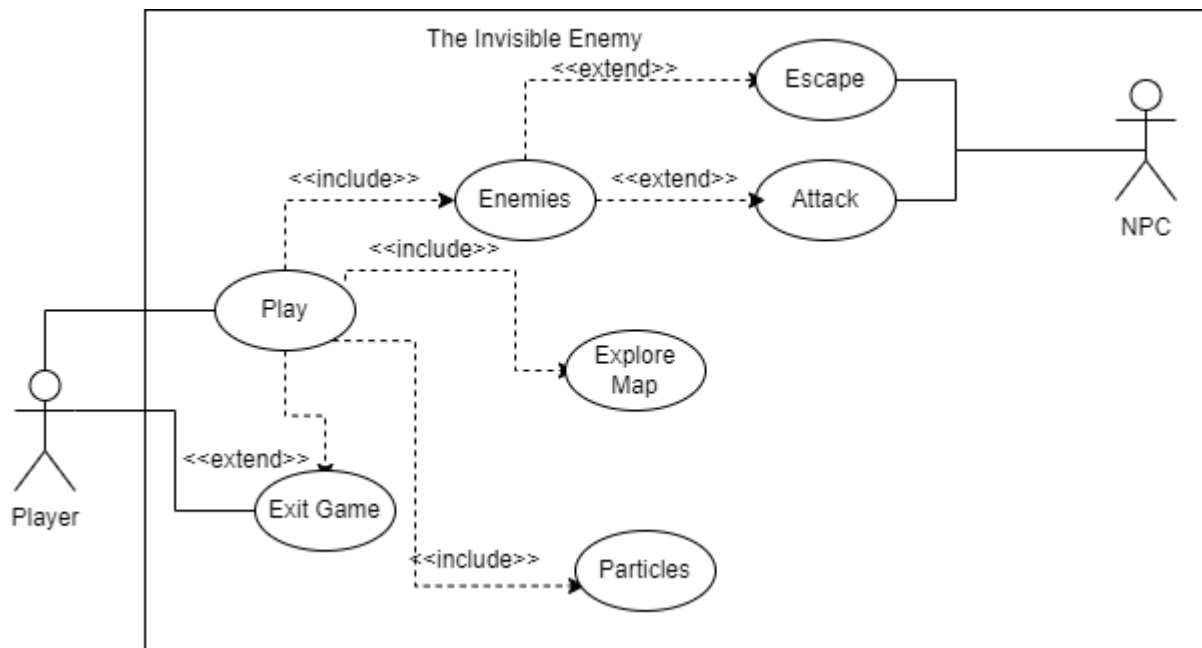 The Invisible Enemy
<<extend>>
Escape
<<include>>
Enemies
<<extend>>
Attack
NPC
<<include>>
Play
Explore
Map
<<extend>>
Exit Game
Player
<<include>>
Particles